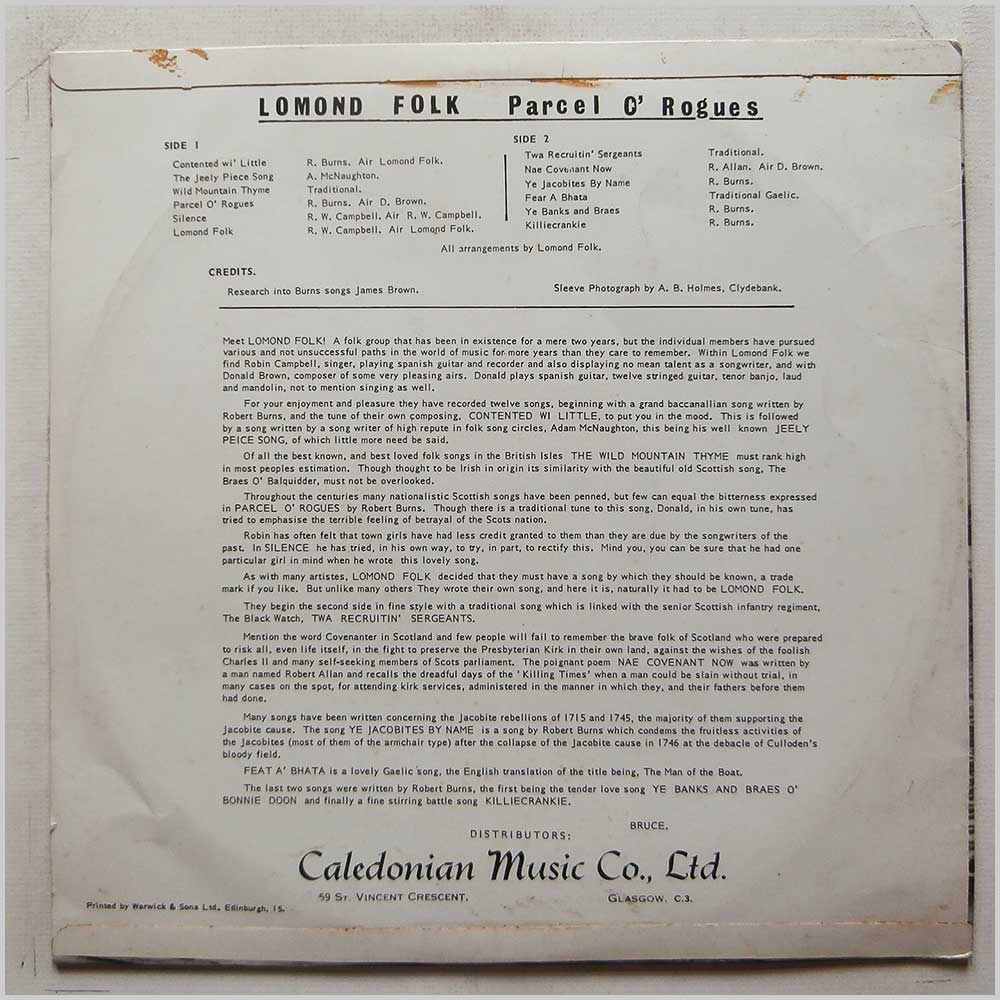 LOMOND FOLK Parcel O' Rogues
SIDE 1
Contented wi' Little R. Burns. Air Lomond Folk.
The Jeely Piece Song A. McNaughton.
Wild Mountain Thyme Traditional.
Parcel O' Rogues R. Burns. Air D. Brown.
Silence R. W. Campbell. Air R. W. Campbell.
Lomond Folk R. W. Campbell. Air Lomond Folk.
SIDE 2
Twa Recruitin' Sergeants Traditional.
Nae Covenant Now R. Allan. Air D. Brown.
Ye Jacobites By Name R. Burns.
Fear A Bhata Traditional Gaelic.
Ye Banks and Braes R. Burns.
Killiecrankie R. Burns.
All arrangements by Lomond Folk.
CREDITS.
Research into Burns songs James Brown. Sleeve Photograph by A. B. Holmes, Clydebank.
Meet LOMOND FOLK! A folk group that has been in existence for a mere two years, but the individual members have pursued
various and not unsuccessful paths in the world of music for more years than they care to remember. Within Lomond Folk we
find Robin Campbell, singer, playing spanish guitar and recorder and also displaying no mean talent as a songwriter, and with
Donald Brown, composer of some very pleasing airs. Donald plays spanish guitar, twelve stringed guitar, tenor banjo, laud
and mandolin, not to mention singing as well.
For your enjoyment and pleasure they have recorded twelve songs, beginning with a grand baccanallian song written by
Robert Burns, and the tune of their own composing, CONTENTED WI LITTLE, to put you in the mood. This is followed
by a song written by a song writer of high repute in folk song circles, Adam McNaughton, this being his well known JEELY
PEICE SONG, of which little more need be said.
Of all the best known, and best loved folk songs in the British Isles THE WILD MOUNTAIN THYME must rank high
in most peoples estimation. Though thought to be Irish in origin its similarity with the beautiful old Scottish song, The
Braes O' Balquidder, must not be overlooked.
Throughout the centuries many nationalistic Scottish songs have been penned, but few can equal the bitterness expressed
in PARCEL O' ROGUES by Robert Burns. Though there is a traditional tune to this song, Donald, in his own tune, has
tried to emphasise the terrible feeling of betrayal of the Scots nation.
Robin has often felt that town girls have had less credit granted to them than they are due by the songwriters of the
past. In SILENCE he has tried, in his own way, to try, in part, to rectify this. Mind you, you can be sure that he had one
particular girl in mind when he wrote this lovely song.
As with many artistes, LOMOND FOLK decided that they must have a song by which they should be known, a trade
mark if you like. But unlike many others They wrote their own song, and here it is, naturally it had to be LOMOND FOLK.
They begin the second side in fine style with a traditional song which is linked with the senior Scottish infantry regiment,
The Black Watch, TWA RECRUITIN' SERGEANTS.
Mention the word Covenanter in Scotland and few people will fail to remember the brave folk of Scotland who were prepared
to risk all, even life itself, in the fight to preserve the Presbyterian Kirk in their own land, against the wishes of the foolish
Charles II and many self-seeking members of Scots parliament. The poignant poem NAE COVENANT NOW was written by
a man named Robert Allan and recalls the dreadful days of the 'Killing Times' when a man could be slain without trial, in
many cases on the spot, for attending kirk services, administered in the manner in which they, and their fathers before them
had done.
Many songs have been written concerning the Jacobite rebellions of 1715 and 1745, the majority of them supporting the
Jacobite cause. The song YE JACOBITES BY NAME is a song by Robert Burns which condems the fruitless activities of
the Jacobites (most of them of the armchair type) after the collapse of the Jacobite cause in 1746 at the debacle of Culloden's
bloody field.
FEAT A' BHATA is a lovely Gaelic song, the English translation of the title being, The Man of the Boat.
The last two songs were written by Robert Burns, the first being the tender love song YE BANKS AND BRAES O'
BONNIE DOON and finally a fine stirring battle song KILLIECRANKIE.
BRUCE.
DISTRIBUTORS:
Caledonian Music Co., Ltd.
59 ST. VINCENT CRESCENT, GLASGOW. C.3.
Printed by Warwick & Sons Ltd., Edinburgh, 15.